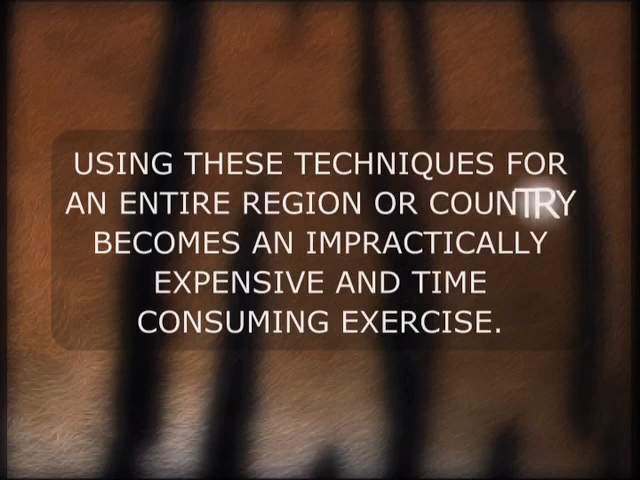 USING THESE TECHNIQUES FOR
AN ENTIRE REGION OR COUNTRY
BECOMES AN IMPRACTICALLY
EXPENSIVE AND TIME
CONSUMING EXERCISE.